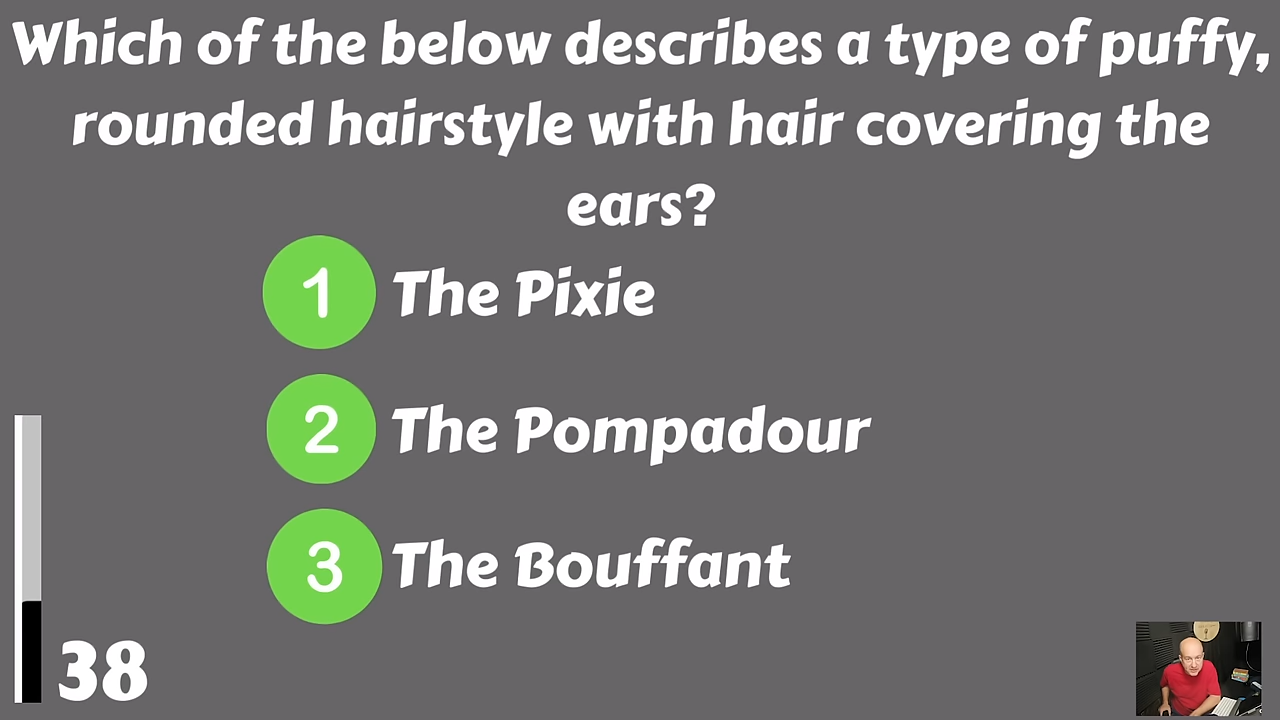 Which of the below describes a type of puffy,
rounded hairstyle with hair covering the
ears?
1 The Pixie
2 The Pompadour
3 The Bouffant
38